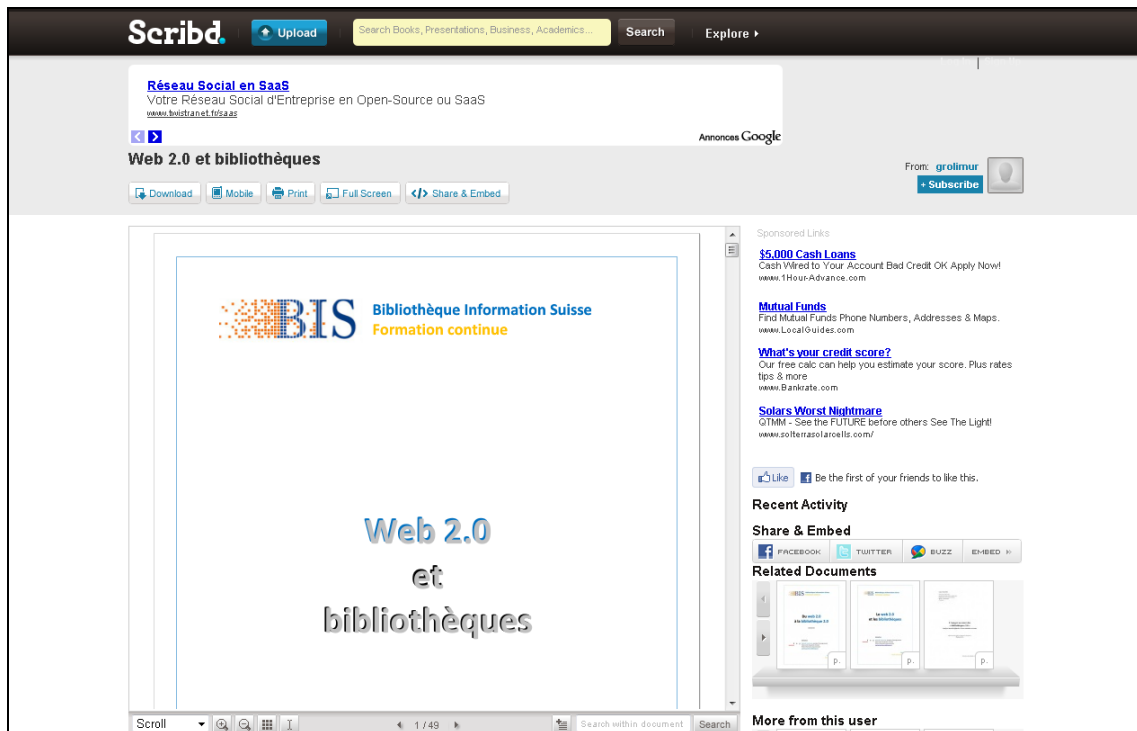 Scribd.
Upload
Search Books, Presentations, Business, Academics...
Search
Explore
Réseau Social en SaaS
Votre Réseau Social d'Entreprise en Open-Source ou SaaS
www.twistranet.fr/saas
Annonces Google
Web 2.0 et bibliothèques
From: grolimur
+ Subscribe
Download
Mobile
Print
Full Screen
</> Share & Embed
BIS
Bibliothèque Information Suisse
Formation continue
Web 2.0
et
bibliothèques
Scroll
1 / 49
Search within document
Search
Sponsored Links
$5,000 Cash Loans
Cash Wired to Your Account Bad Credit OK Apply Now!
www.1Hour-Advance.com
Mutual Funds
Find Mutual Funds Phone Numbers, Addresses & Maps.
www.LocalGuides.com
What's your credit score?
Our free calc can help you estimate your score. Plus rates
tips & more
www.Bankrate.com
Solars Worst Nightmare
QTMM - See the FUTURE before others See The Light!
www.solterrasolarcells.com/
Like
Be the first of your friends to like this.
Recent Activity
Share & Embed
FACEBOOK
TWITTER
BUZZ
EMBED
Related Documents
p.
p.
p.
More from this user